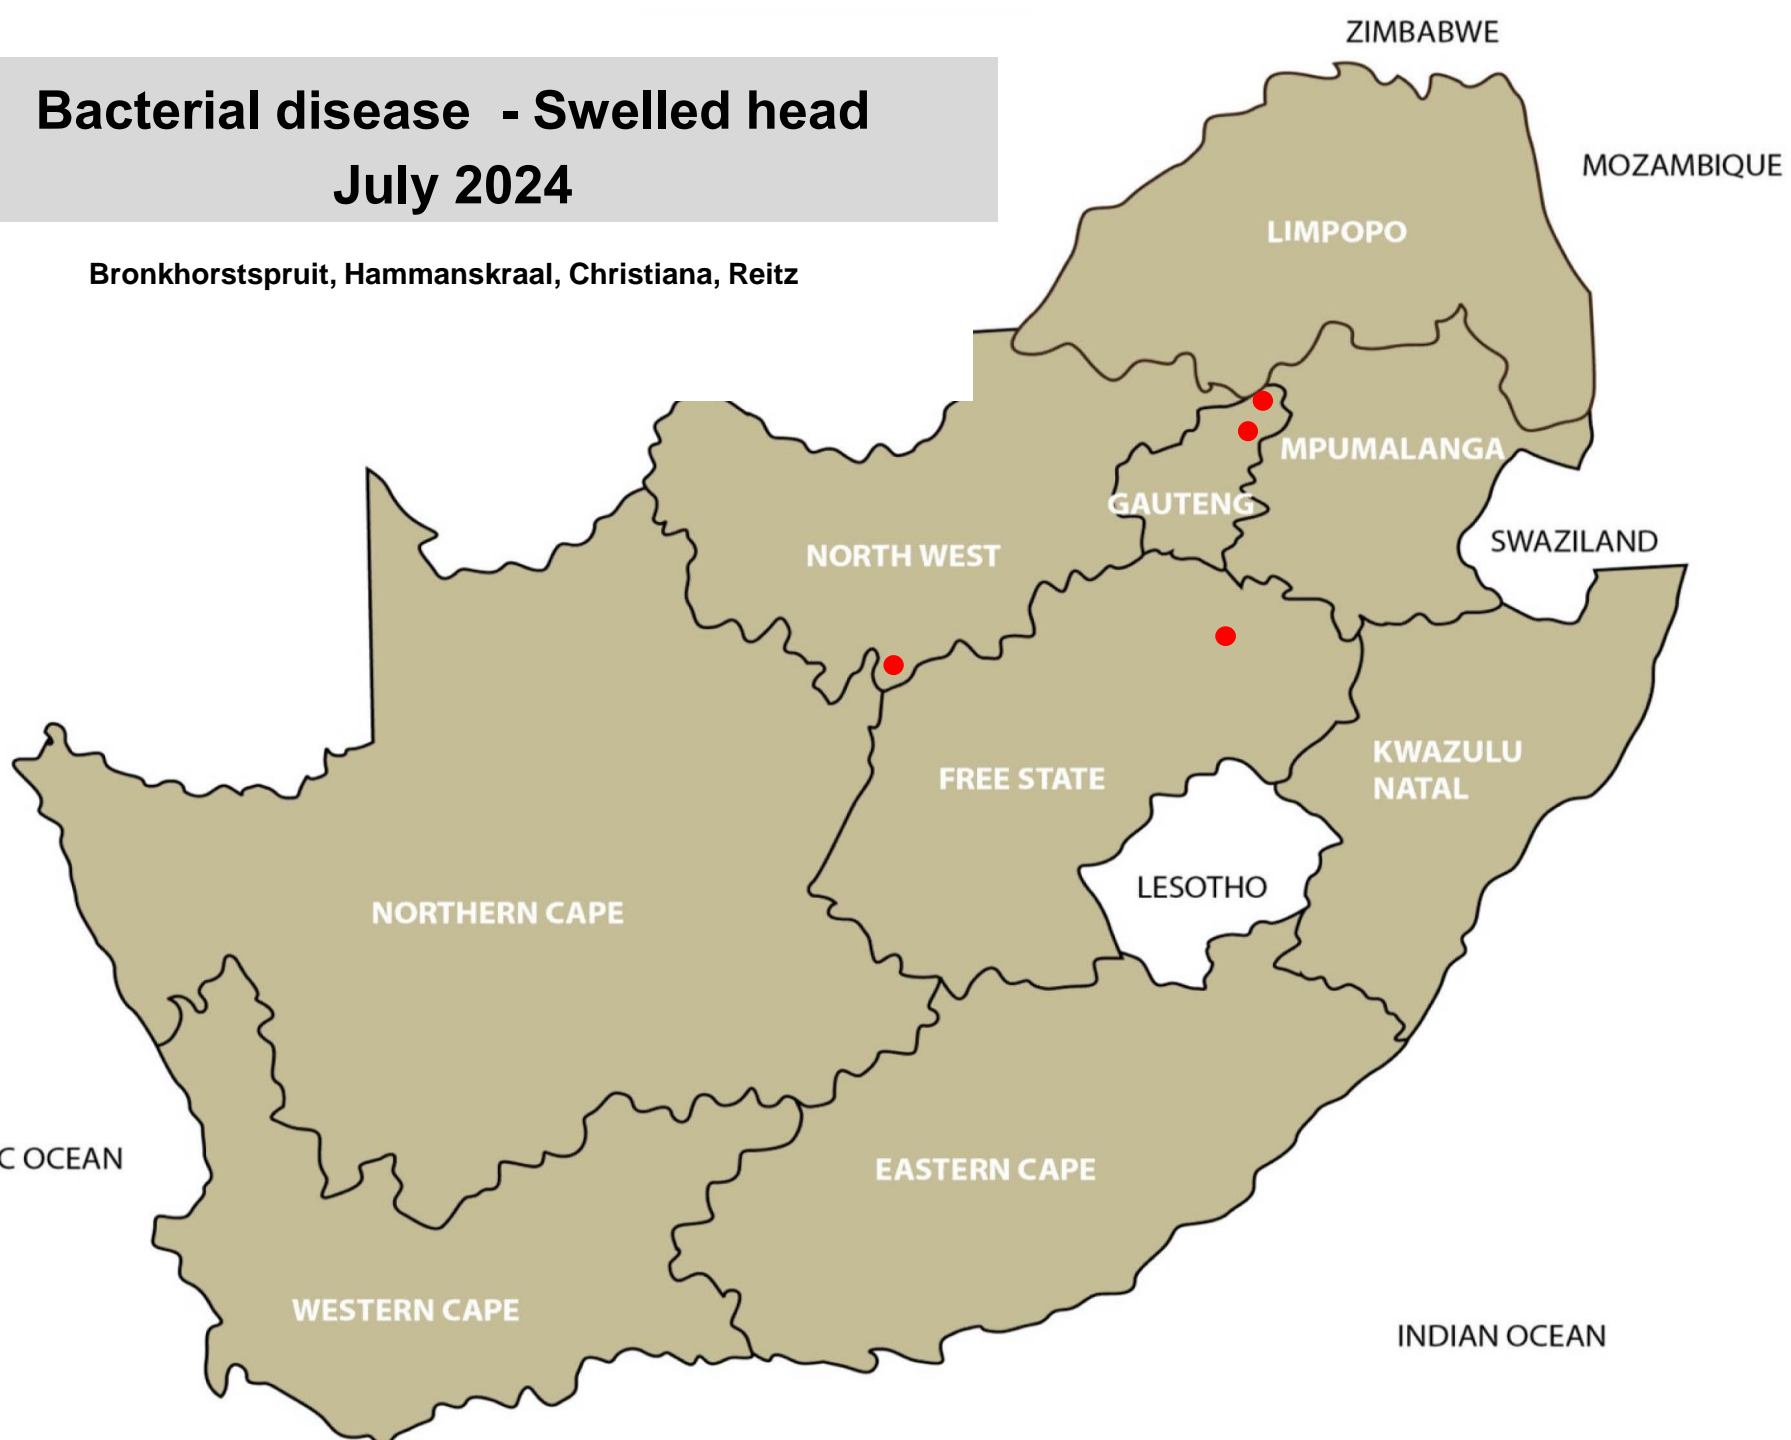 Bacterial disease - Swelled head
July 2024
Bronkhorstspruit, Hammanskraal, Christiana, Reitz
ZIMBABWE
MOZAMBIQUE
LIMPOPO
MPUMALANGA
GAUTENG
SWAZILAND
NORTH WEST
KWAZULU
NATAL
FREE STATE
LESOTHO
NORTHERN CAPE
C OCEAN
EASTERN CAPE
WESTERN CAPE
INDIAN OCEAN